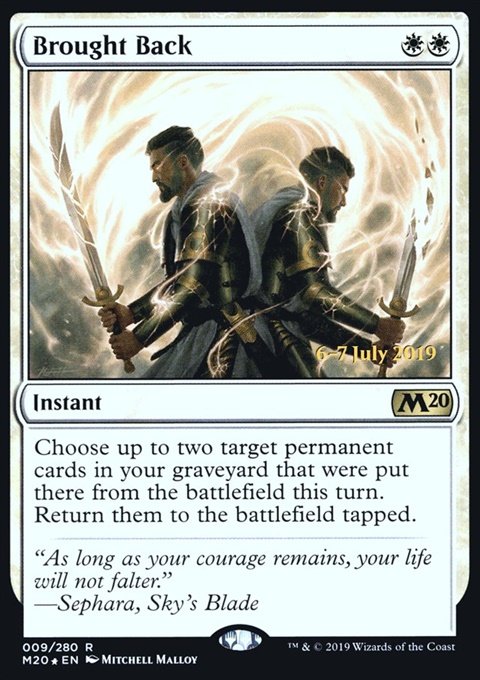 Brought Back
6–7 July 2019
Instant
M20
Choose up to two target permanent
cards in your graveyard that were put
there from the battlefield this turn.
Return them to the battlefield tapped.
“As long as your courage remains, your life
will not falter.”
—Sephara, Sky’s Blade
009/280 R
M20★EN Mitchell Malloy
™ & © 2019 Wizards of the Coast